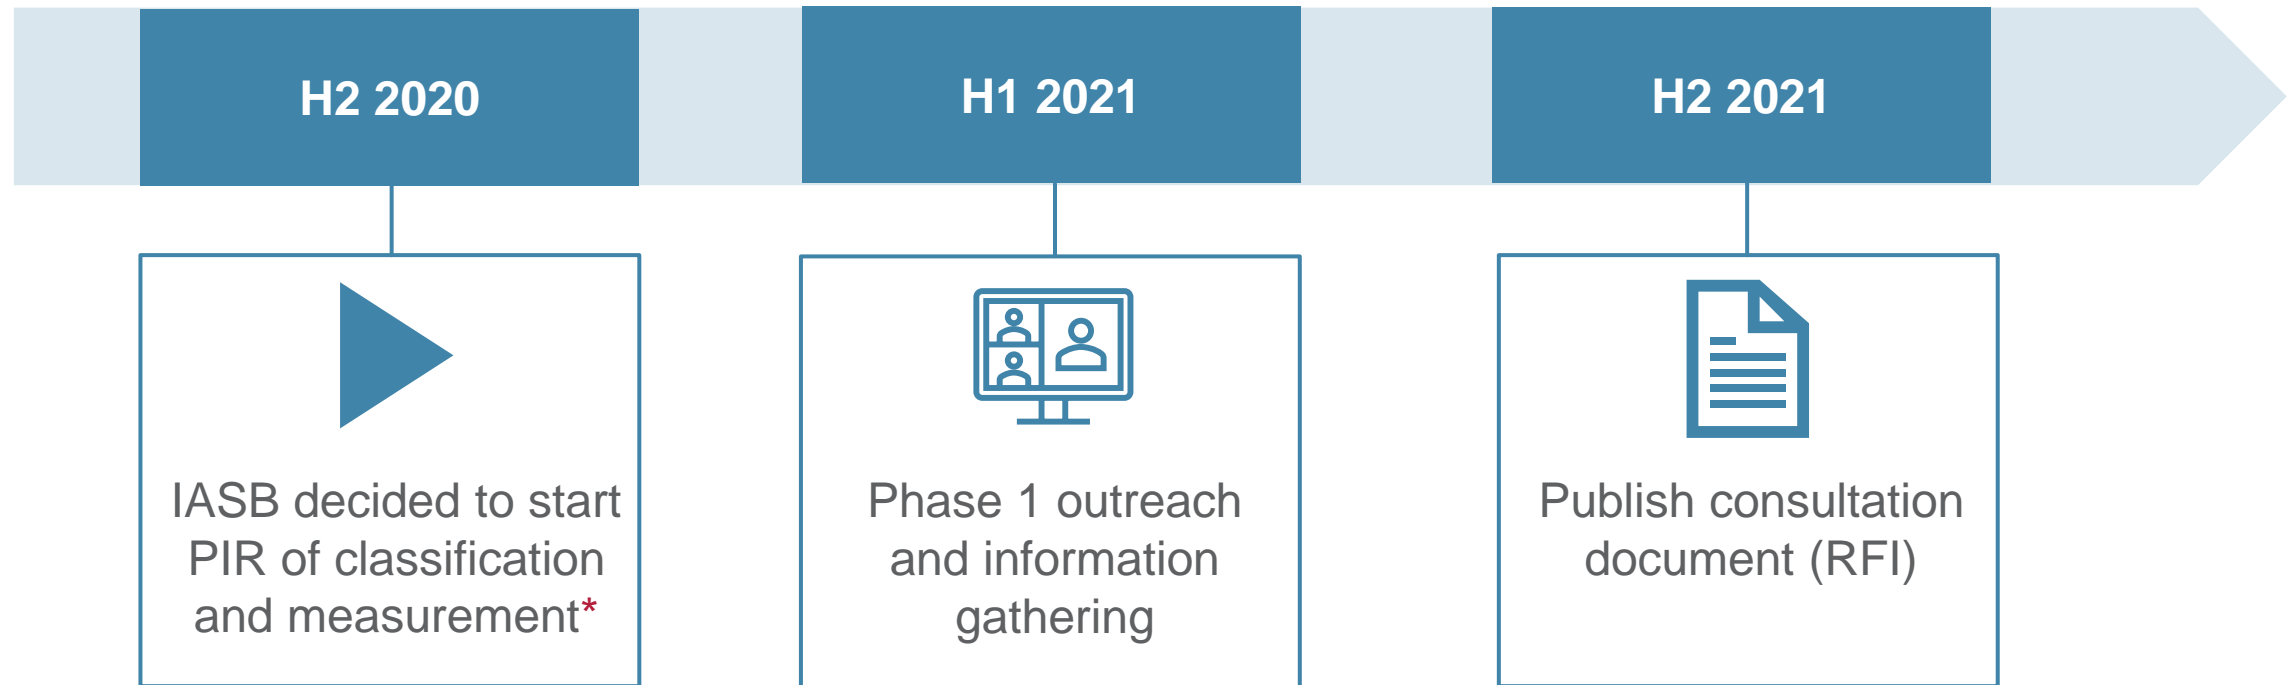 H2 2020
H1 2021
H2 2021
IASB decided to start
PIR of classification
and measurement*
Phase 1 outreach
and information
gathering
Publish consultation
document (RFI)